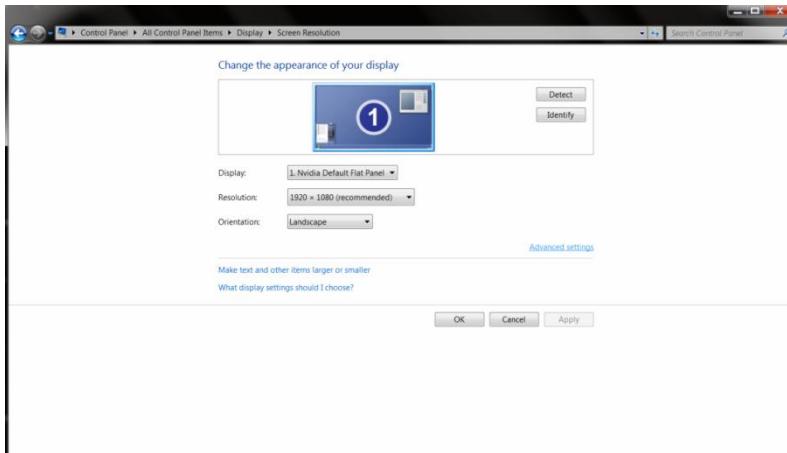 Control Panel ▸ All Control Panel Items ▸ Display ▸ Screen Resolution
Search Control Panel
Change the appearance of your display
1
Detect
Identify
Display: 1. Nvidia Default Flat Panel
Resolution: 1920 × 1080 (recommended)
Orientation: Landscape
Advanced settings
Make text and other items larger or smaller
What display settings should I choose?
OK Cancel Apply